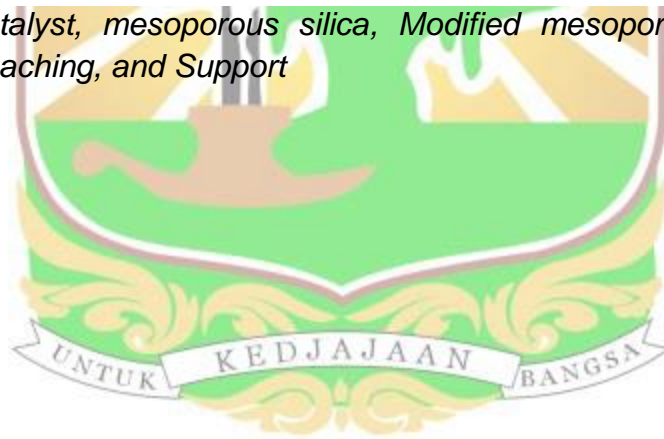 talyst, mesoporous silica, Modified mesopor
aching, and Support
UNTUK KEDJAJAAN BANGSA